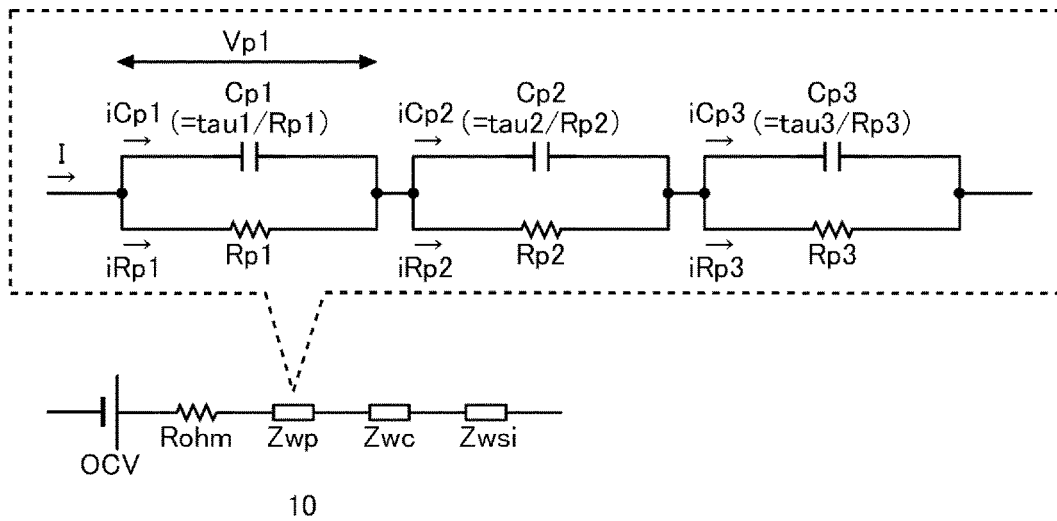 Vp1
Cp1
Cp2
Cp3
iCp1
(=tau1/Rp1)
iCp2
(=tau2/Rp2)
iCp3
(=tau3/Rp3)
→
→
→
I
→
→
→
→
iRp1
Rp1
iRp2
Rp2
iRp3
Rp3
Rohm
Zwp
Zwc
Zwsi
OCV
10